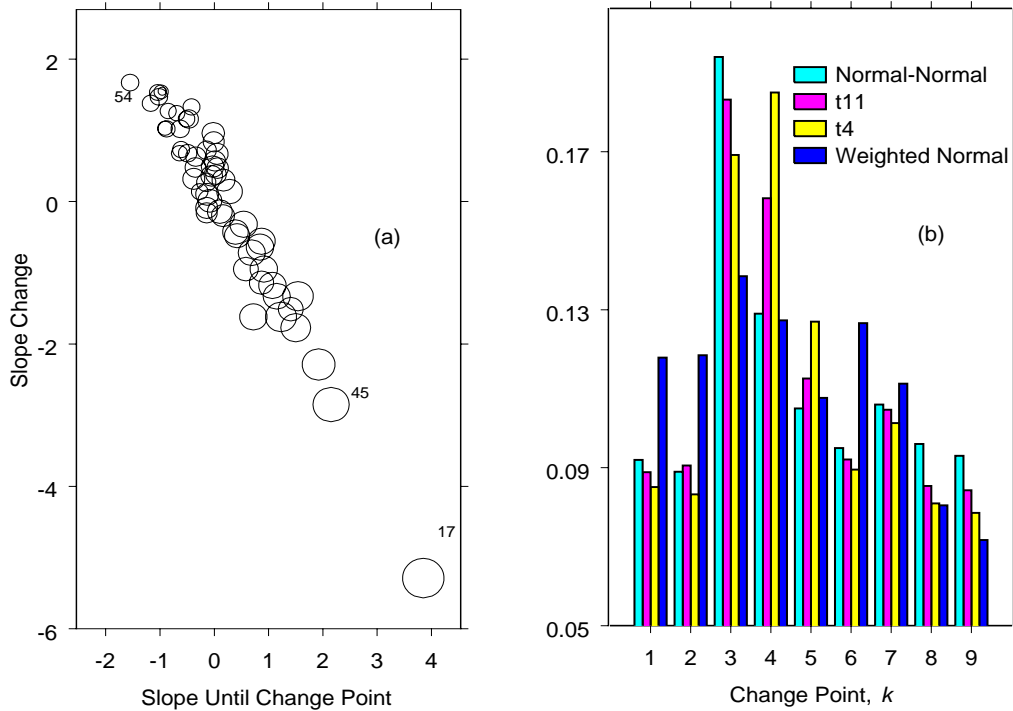 2
0
-2
-4
-6
Slope Change
54
(a)
45
17
-2 -1 0 1 2 3 4
Slope Until Change Point
Normal-Normal
t11
t4
Weighted Normal
(b)
0.17
0.13
0.09
0.05
1 2 3 4 5 6 7 8 9
Change Point, k